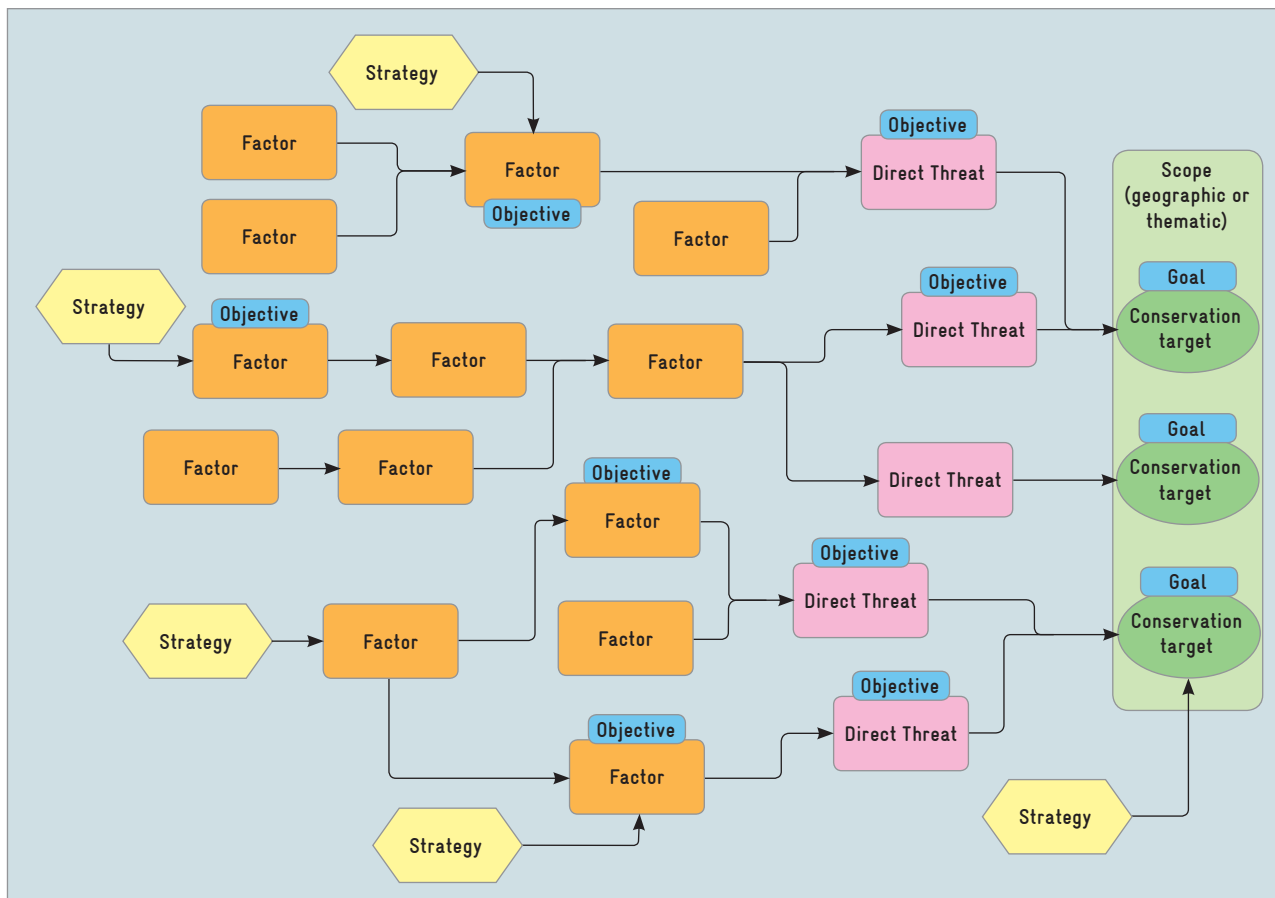 Strategy
Objective
Factor
Factor
Objective
Direct Threat
Scope
(geographic or
thematic)
Factor
Objective
Factor
Strategy
Objective
Factor
Factor
Factor
Objective
Direct Threat
Goal
Conservation
target
Factor
Factor
Direct Threat
Goal
Conservation
target
Objective
Factor
Strategy
Factor
Factor
Objective
Direct Threat
Goal
Conservation
target
Objective
Factor
Objective
Direct Threat
Strategy
Strategy